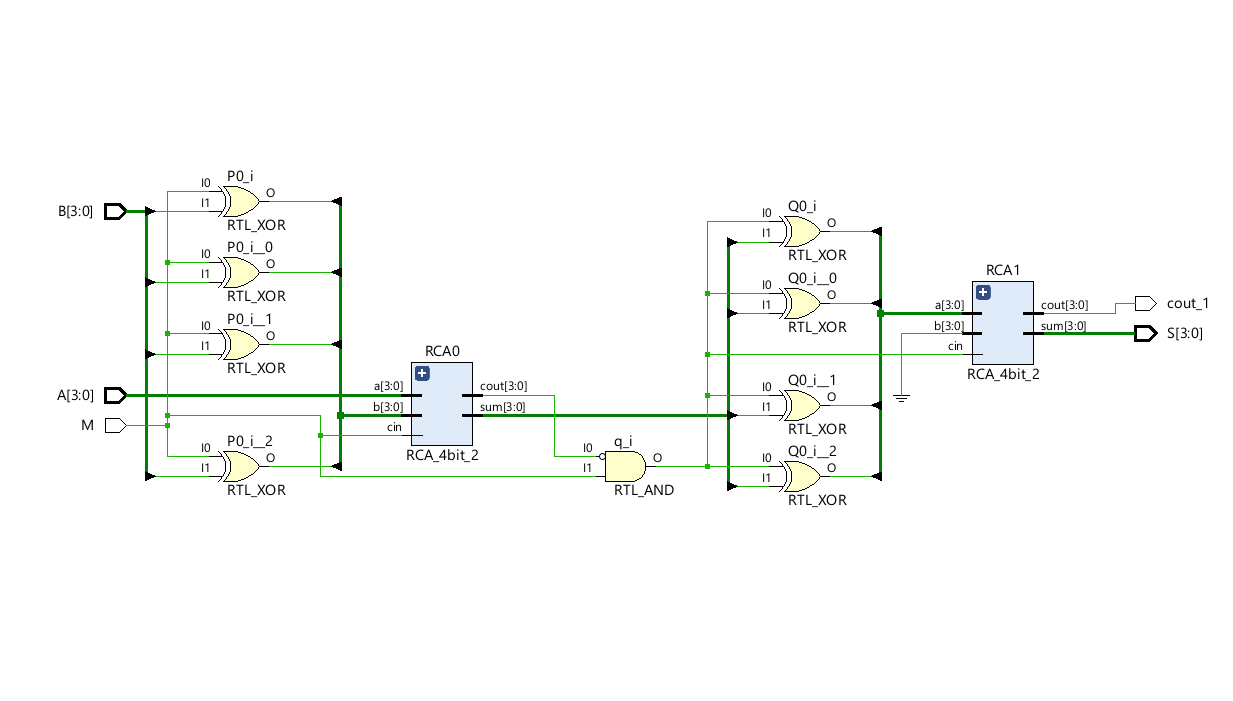 P0_i
I0
I1
O
RTL_XOR
B[3:0]
P0_i__0
I0
I1
O
RTL_XOR
P0_i__1
I0
I1
O
RTL_XOR
A[3:0]
M
P0_i__2
I0
I1
O
RTL_XOR
RCA0
a[3:0]
b[3:0]
cin
cout[3:0]
sum[3:0]
RCA_4bit_2
q_i
I0
I1
O
RTL_AND
Q0_i
I0
I1
O
RTL_XOR
Q0_i__0
I0
I1
O
RTL_XOR
Q0_i__1
I0
I1
O
RTL_XOR
Q0_i__2
I0
I1
O
RTL_XOR
RCA1
a[3:0]
b[3:0]
cin
cout[3:0]
sum[3:0]
RCA_4bit_2
cout_1
S[3:0]